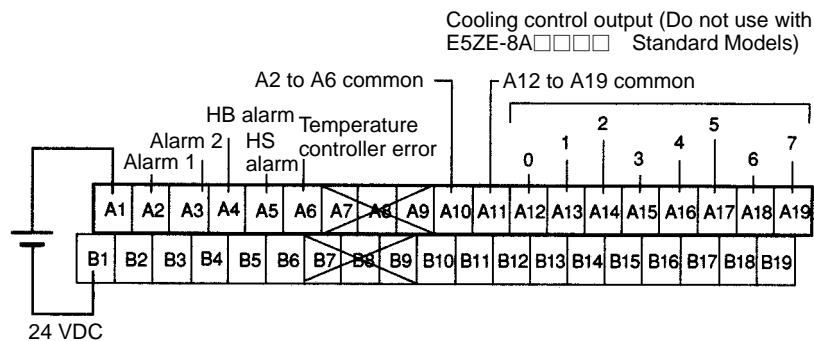 Cooling control output (Do not use with
E5ZE-8A□□□□ Standard Models)
A2 to A6 common
A12 to A19 common
HB alarm
Temperature
controller error
Alarm 2
HS
alarm
Alarm 1
0 1 2 3 4 5 6 7
A1 A2 A3 A4 A5 A6 A7 A8 A9 A10 A11 A12 A13 A14 A15 A16 A17 A18 A19
B1 B2 B3 B4 B5 B6 B7 B8 B9 B10 B11 B12 B13 B14 B15 B16 B17 B18 B19
24 VDC